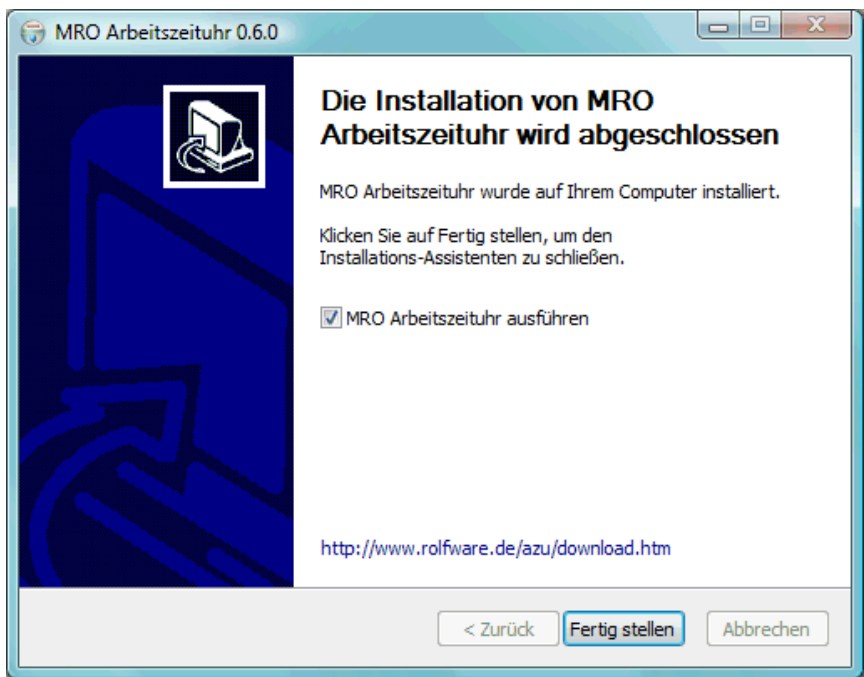 MRO Arbeitszeituhr 0.6.0
Die Installation von MRO
Arbeitszeituhr wird abgeschlossen
MRO Arbeitszeituhr wurde auf Ihrem Computer installiert.
Klicken Sie auf Fertig stellen, um den
Installations-Assistenten zu schließen.
MRO Arbeitszeituhr ausführen
http://www.rolfware.de/azu/download.htm
< Zurück Fertig stellen Abbrechen